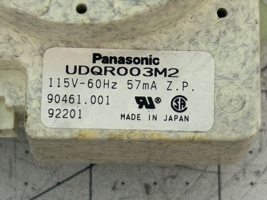 Panasonic
UDQR003M2
115V-60Hz 57mA Z.P.
90461.001
92201
MADE IN JAPAN